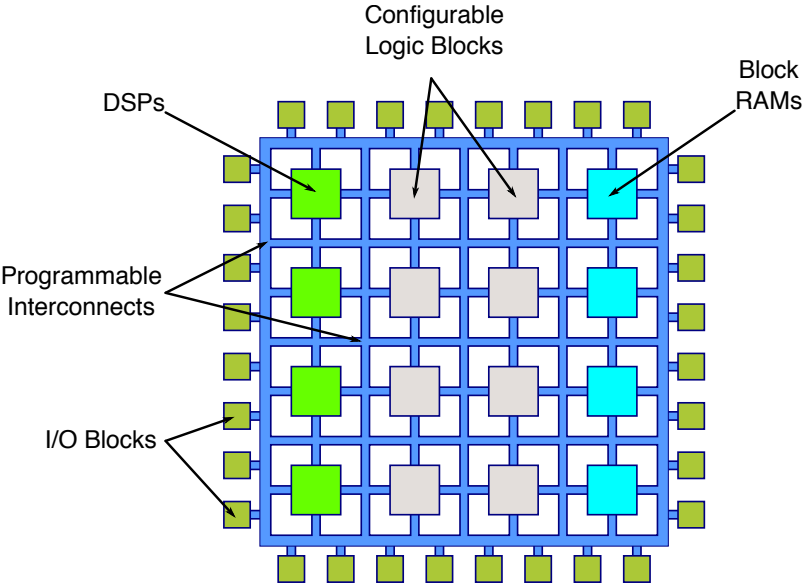 Configurable
Logic Blocks
Block
RAMs
DSPs
Programmable
Interconnects
I/O Blocks